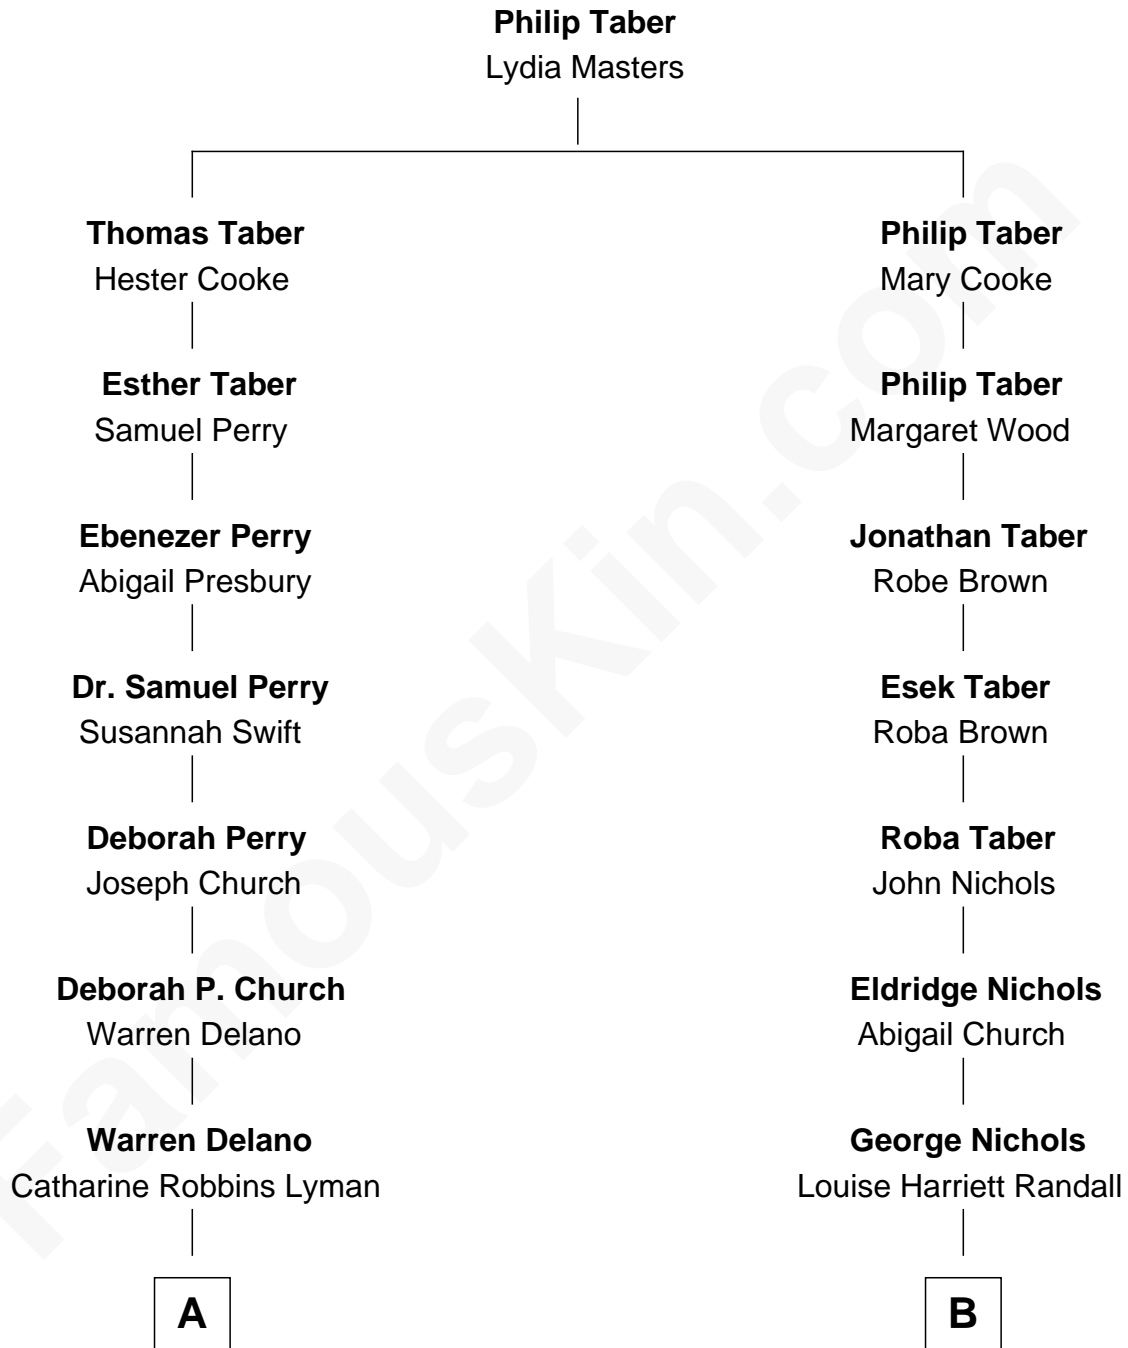 Philip Taber
Lydia Masters
Thomas Taber
Hester Cooke
Philip Taber
Mary Cooke
Esther Taber
Samuel Perry
Philip Taber
Margaret Wood
Ebenezer Perry
Abigail Presbury
Jonathan Taber
Robe Brown
Dr. Samuel Perry
Susannah Swift
Esek Taber
Roba Brown
Deborah Perry
Joseph Church
Roba Taber
John Nichols
Deborah P. Church
Warren Delano
Eldridge Nichols
Abigail Church
Warren Delano
Catharine Robbins Lyman
George Nichols
Louise Harriett Randall
A
B
FamousKin.com